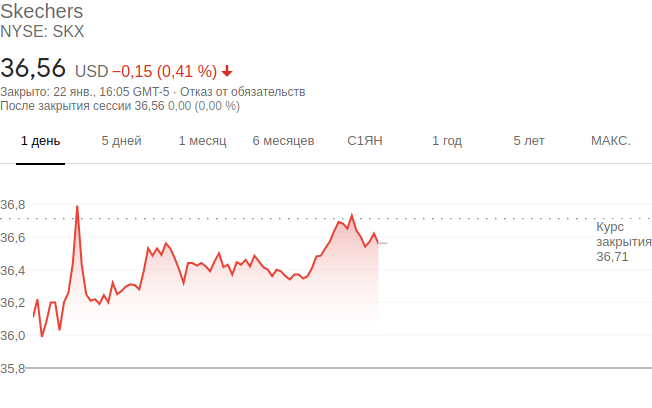 Skechers
NYSE: SKX
36,56 USD −0,15 (0,41 %)
Закрыто: 22 янв., 16:05 GMT-5 · Отказ от обязательств
После закрытия сессии 36,56 0,00 (0,00 %)
1 день 5 дней 1 месяц 6 месяцев С1ЯН 1 год 5 лет МАКС.
36,8
36,6
36,4
36,2
36,0
35,8
Курс
закрытия
36,71